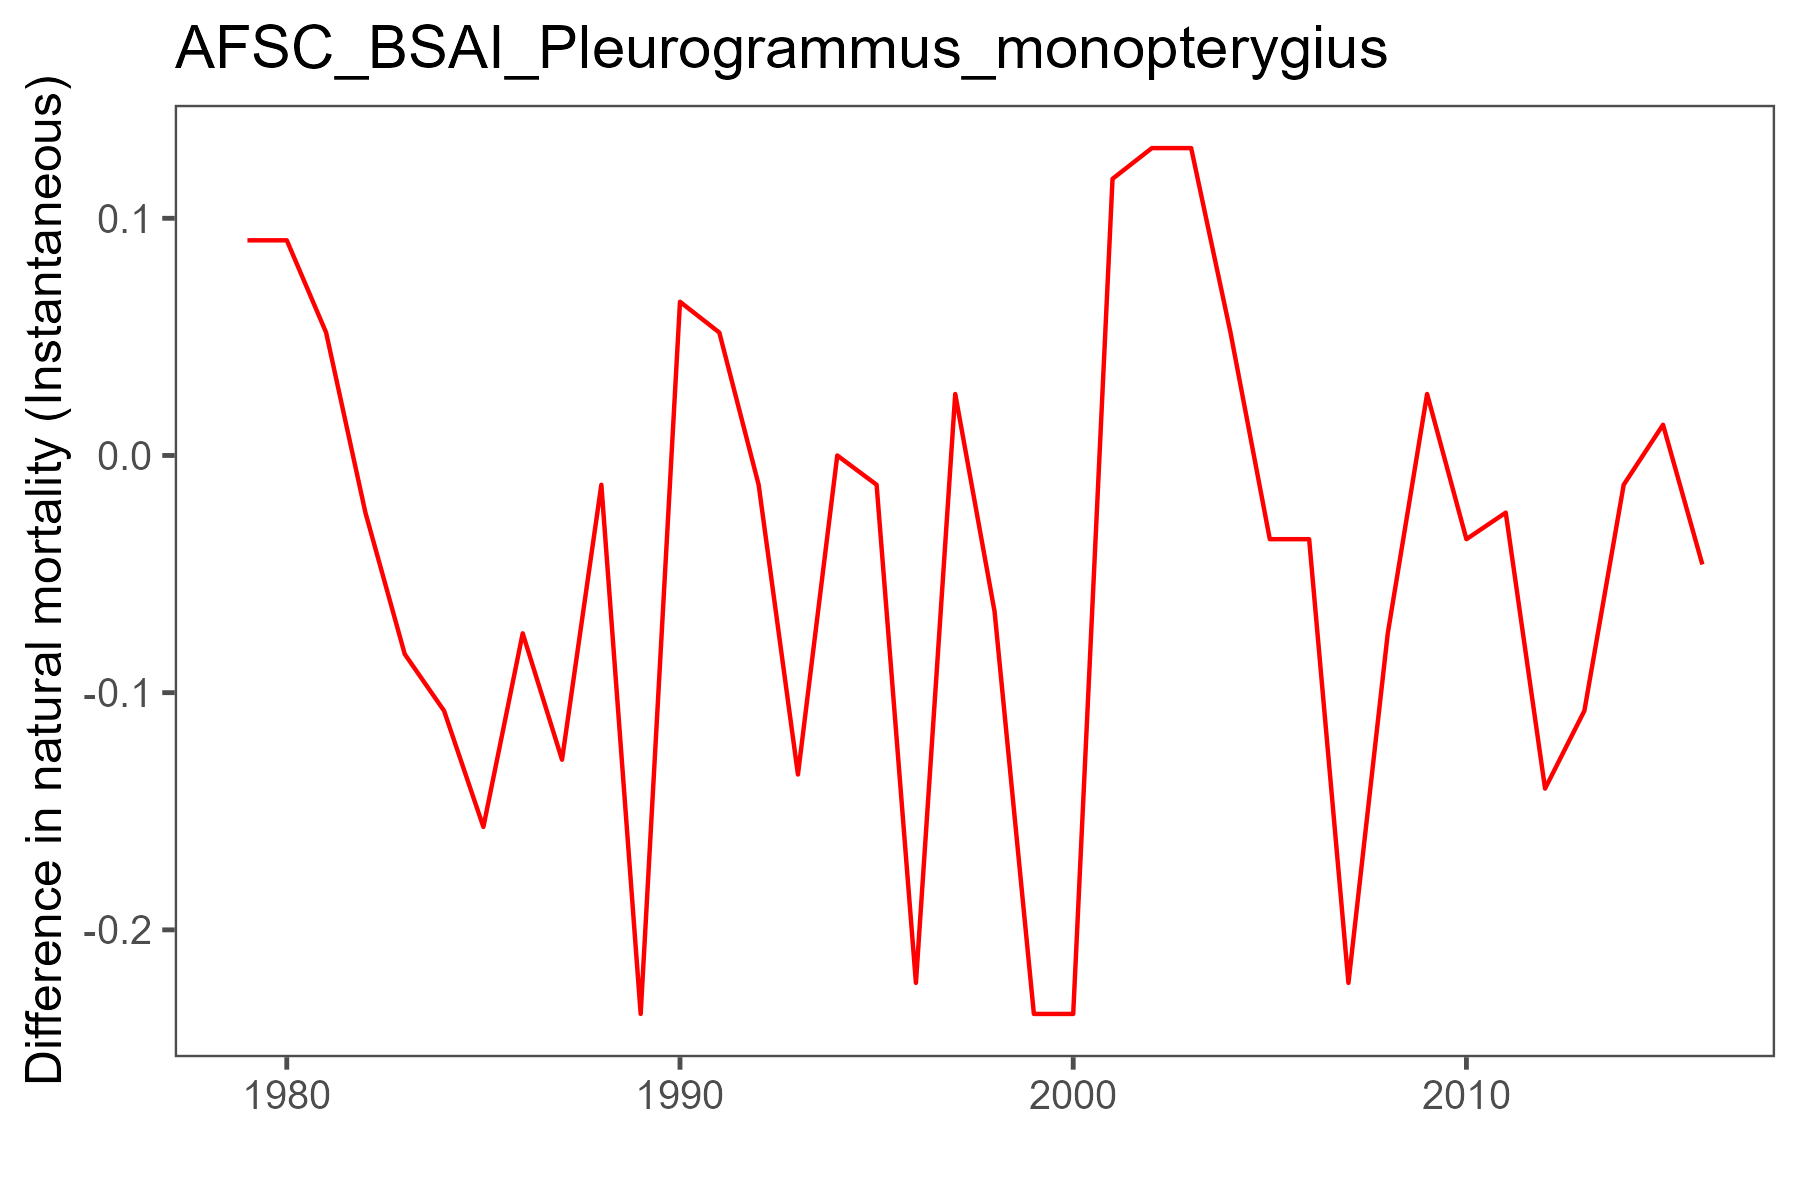 AFSC_BSAI_Pleurogrammus_monopterygius
Difference in natural mortality (Instantaneous)
0.1
0.0
-0.1
-0.2
1980 1990 2000 2010